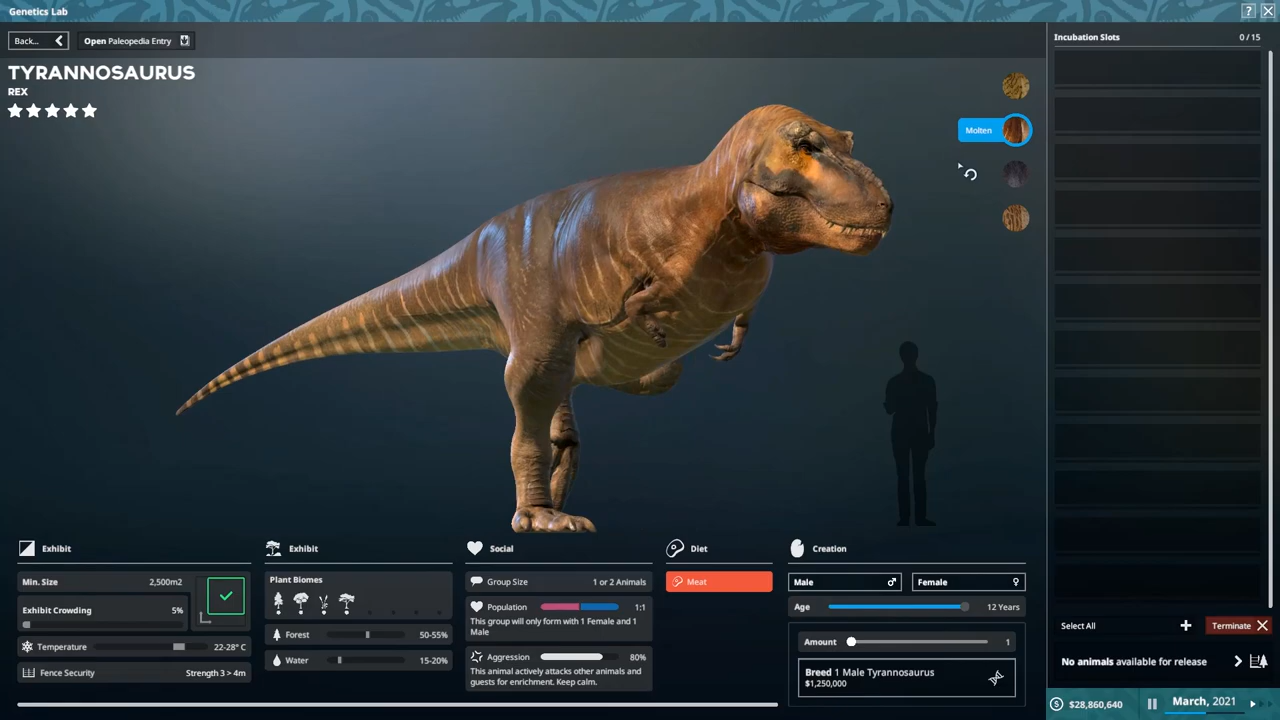 Genetics Lab
?
Back...
Open Paleopedia Entry
TYRANNOSAURUS
REX
Molten
Incubation Slots 0 / 15
Exhibit
Min. Size 2,500m2
Exhibit Crowding 5%
Temperature 22-28° C
Fence Security Strength 3 > 4m
Exhibit
Plant Biomes
Forest 50-55%
Water 15-20%
Social
Group Size 1 or 2 Animals
Population 1:1
This group will only form with 1 Female and 1
Male
Aggression 80%
This animal actively attacks other animals and
guests for enrichment. Keep calm.
Diet
Meat
Creation
Male ♂ Female ♀
Age 12 Years
Amount 1
Breed 1 Male Tyrannosaurus
$1,250,000
Select All + Terminate
No animals available for release
$28,860,640
March, 2021